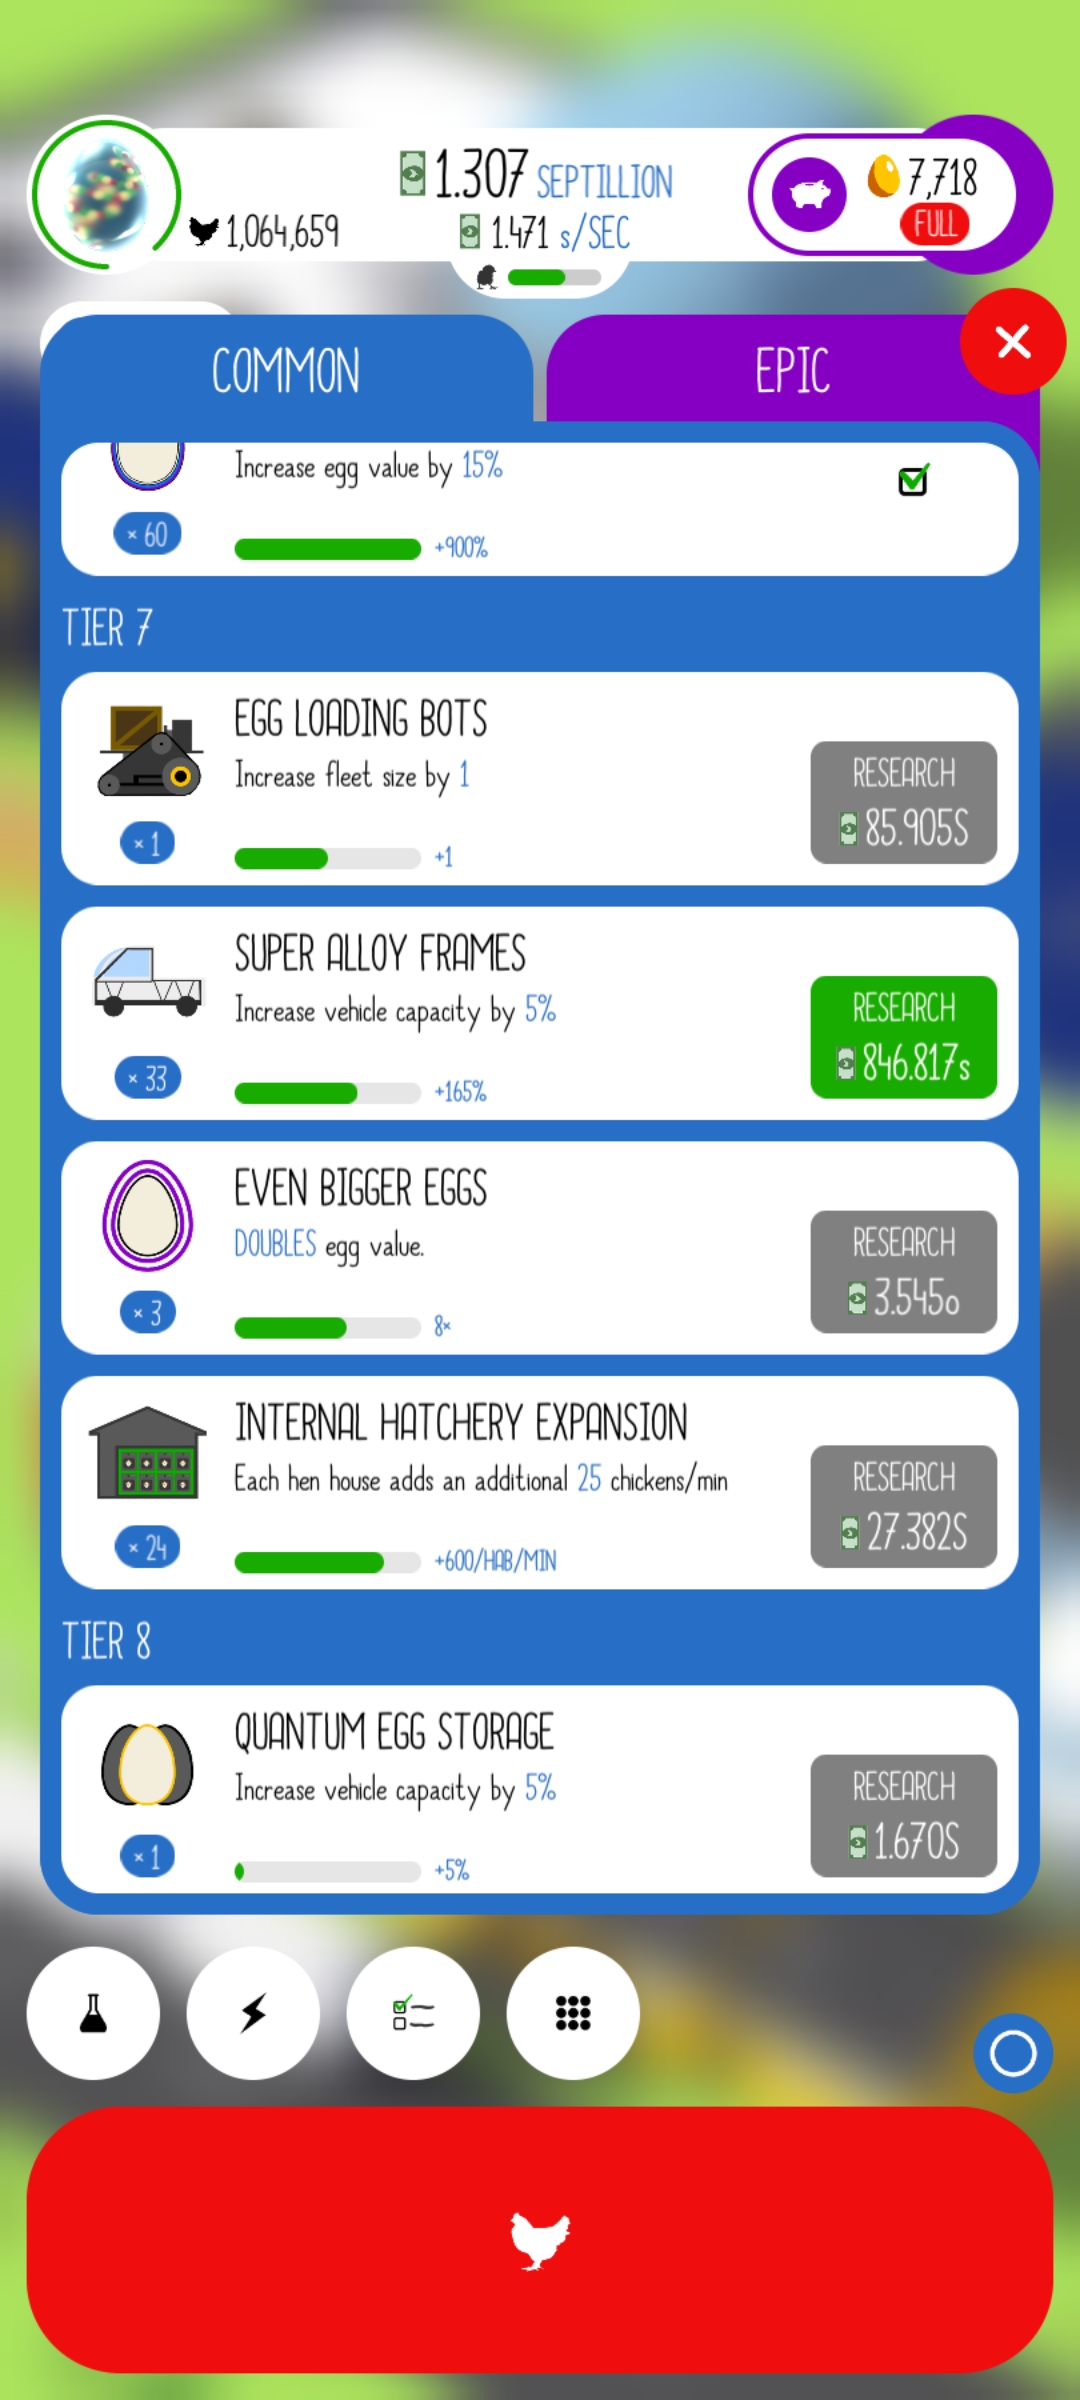 1.307 SEPTILLION
7,718
1,064,659
1.471 s/SEC
FULL
COMMON
EPIC
Increase egg value by 15%
× 60
+900%
TIER 7
EGG LOADING BOTS
Increase fleet size by 1
RESEARCH
85.905S
× 1
+1
SUPER ALLOY FRAMES
Increase vehicle capacity by 5%
RESEARCH
846.817s
× 33
+165%
EVEN BIGGER EGGS
DOUBLES egg value.
RESEARCH
3.545o
× 3
8×
INTERNAL HATCHERY EXPANSION
Each hen house adds an additional 25 chickens/min
RESEARCH
27.382S
× 24
+600/HAB/MIN
TIER 8
QUANTUM EGG STORAGE
Increase vehicle capacity by 5%
RESEARCH
1.670S
× 1
+5%